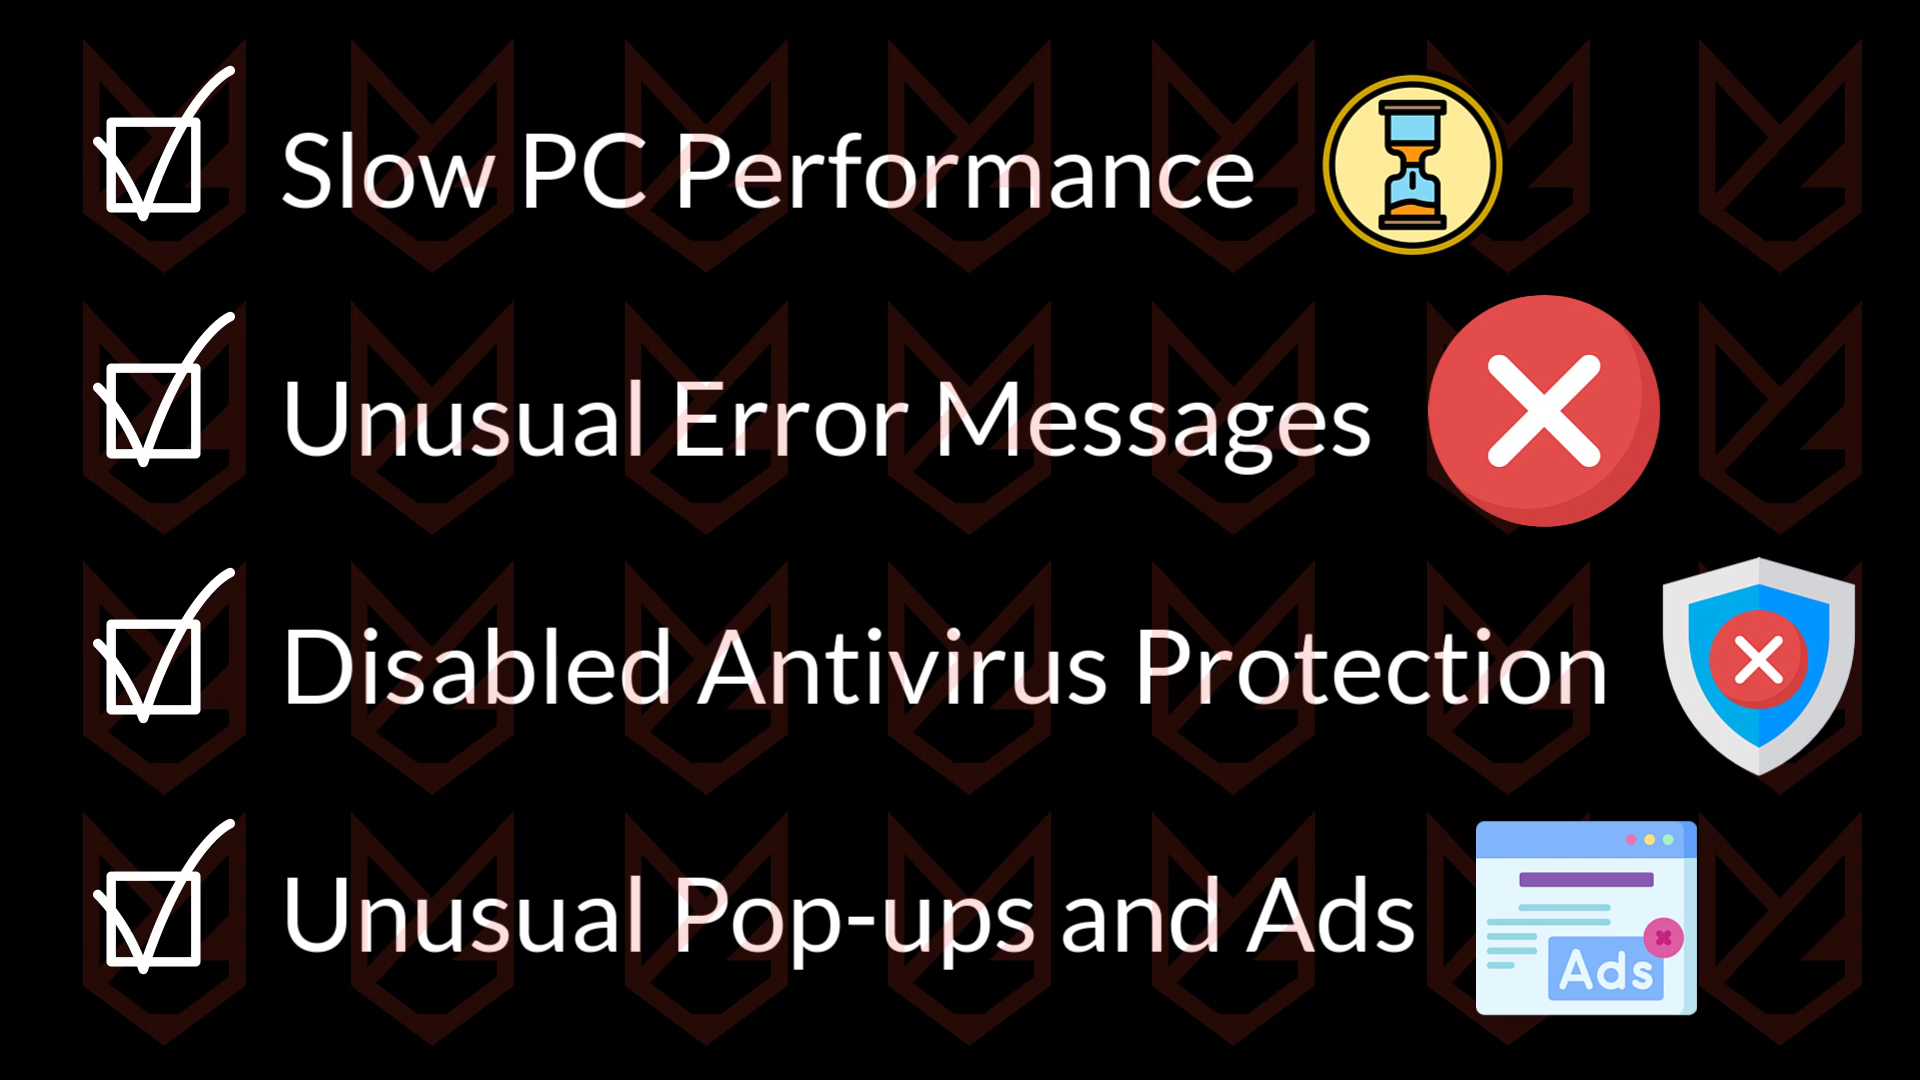 Slow PC Performance
Unusual Error Messages
Disabled Antivirus Protection
Unusual Pop-ups and Ads
Ads